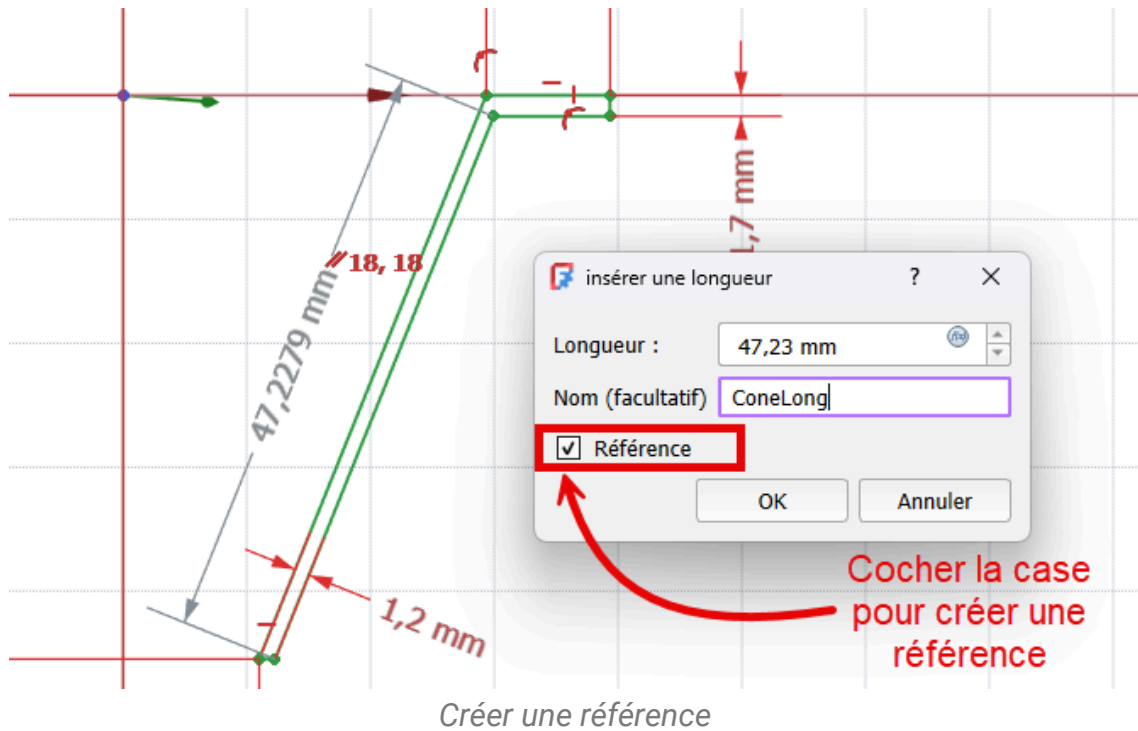 1,7 mm
18, 18
47,2279 mm
1,2 mm
insérer une longueur ? X
Longueur : 47,23 mm
Nom (facultatif) ConeLong
Référence
OK Annuler
Cocher la case
pour créer une
référence
Créer une référence